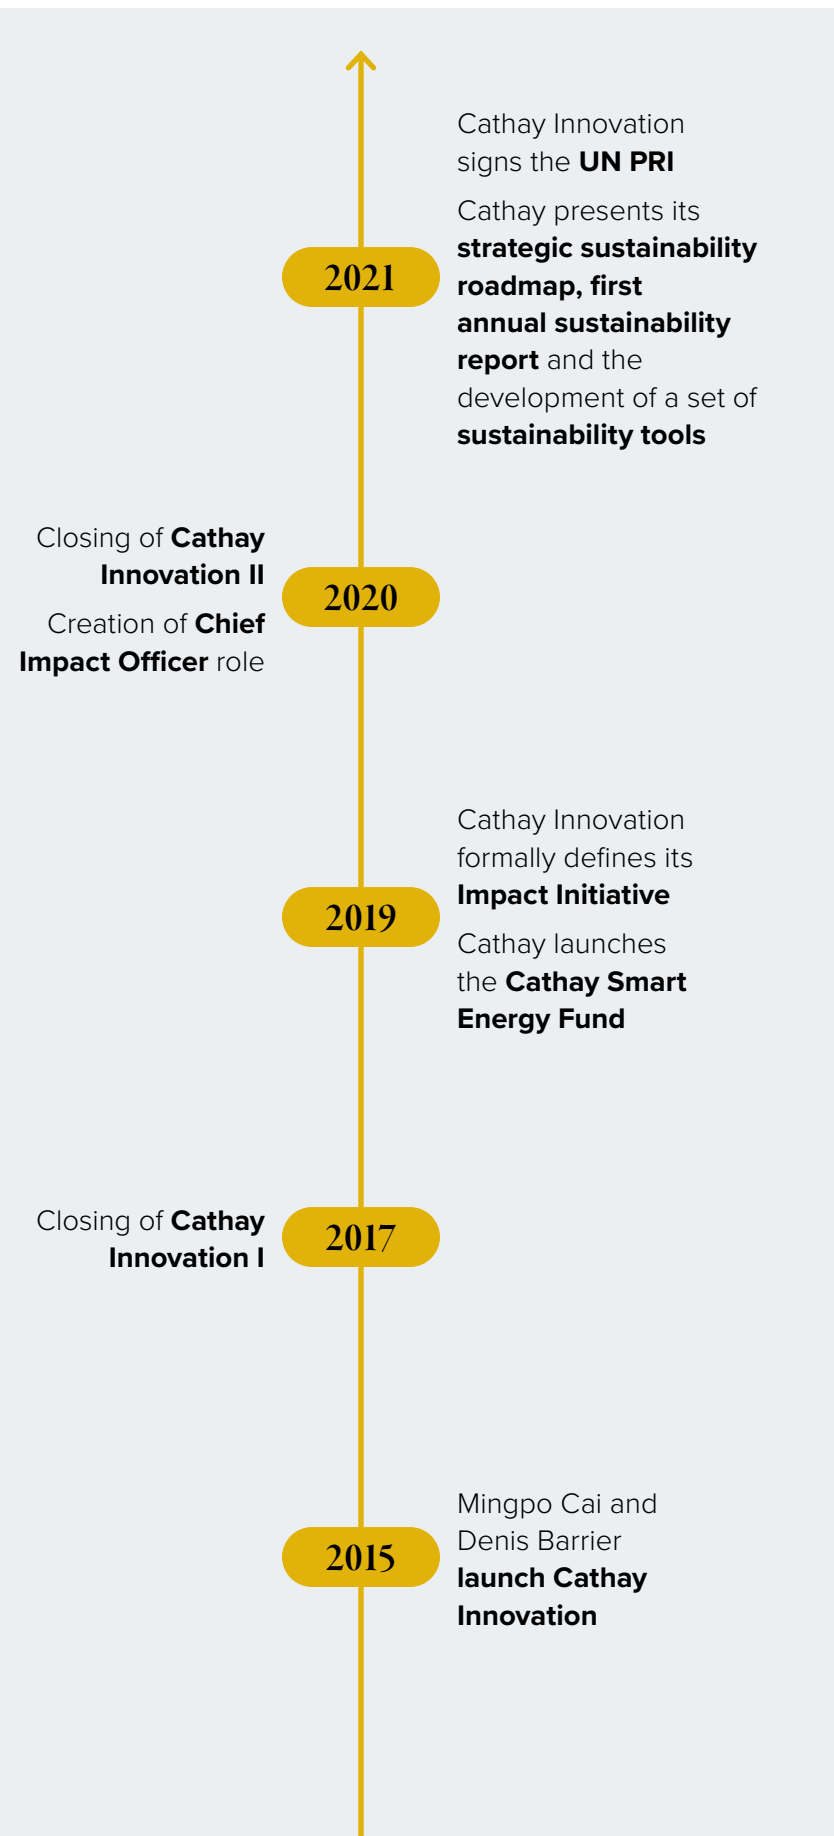 Cathay Innovation
signs the UN PRI
Cathay presents its
strategic sustainability
roadmap, first
annual sustainability
report and the
development of a set of
sustainability tools
2021
Closing of Cathay
Innovation II
Creation of Chief
Impact Officer role
2020
Cathay Innovation
formally defines its
Impact Initiative
Cathay launches
the Cathay Smart
Energy Fund
2019
Closing of Cathay
Innovation I
2017
Mingpo Cai and
Denis Barrier
launch Cathay
Innovation
2015